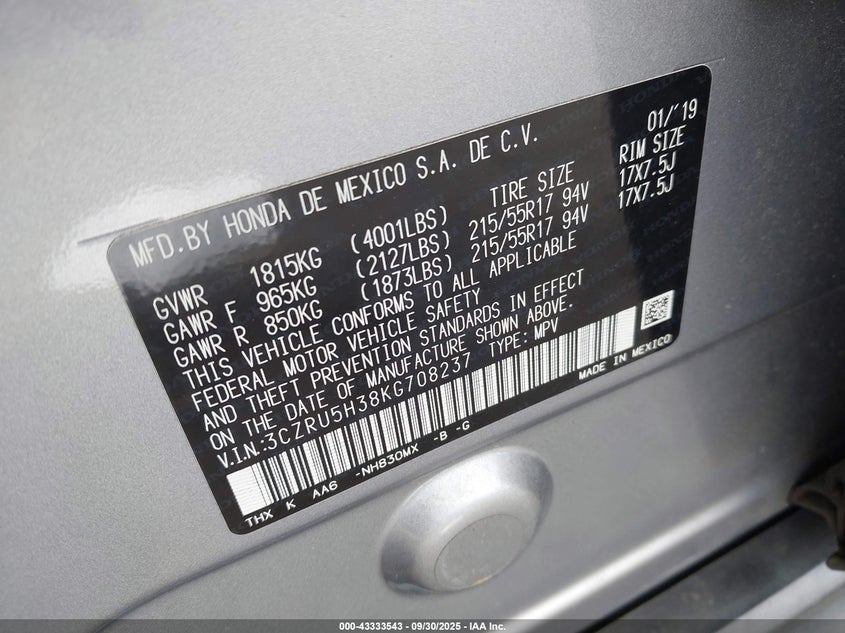 MFD.BY HONDA DE MEXICO S.A. DE C.V. 01/'19
TIRE SIZE RIM SIZE
GVWR 1815KG (4001LBS)
GAWR F 965KG (2127LBS) 215/55R17 94V 17X7.5J
GAWR R 850KG (1873LBS) 215/55R17 94V 17X7.5J
THIS VEHICLE CONFORMS TO ALL APPLICABLE
FEDERAL MOTOR VEHICLE SAFETY
AND THEFT PREVENTION STANDARDS IN EFFECT
ON THE DATE OF MANUFACTURE SHOWN ABOVE.
V.I.N:3CZRU5H38KG708237 TYPE: MPV
MADE IN MEXICO
THX K AA6 -NH830MX -B -G
000-43333543 - 09/30/2025 - IAA Inc.